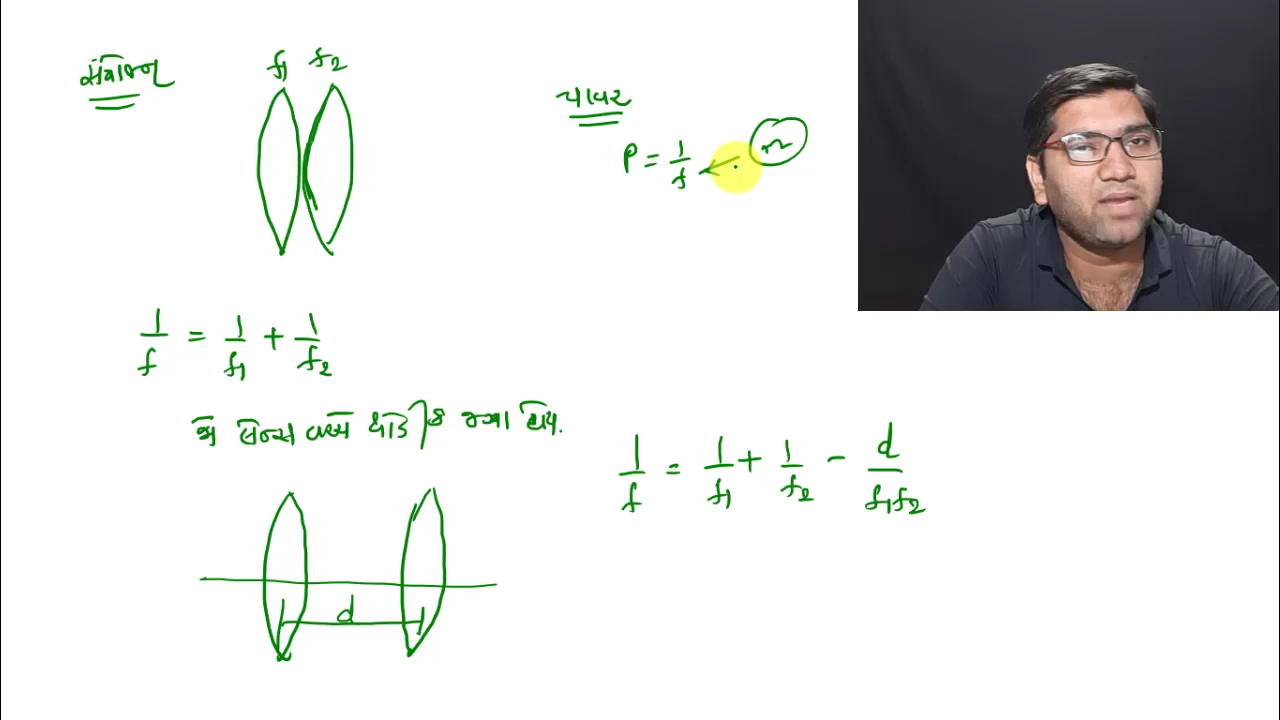 સંયોજન
f₁ f₂
પાવર
P = 1/f ← m
1/f = 1/f₁ + 1/f₂
બે લેન્સ વચ્ચે થોડીક જગ્યા હોય.
1/f = 1/f₁ + 1/f₂ - d/f₁f₂
d